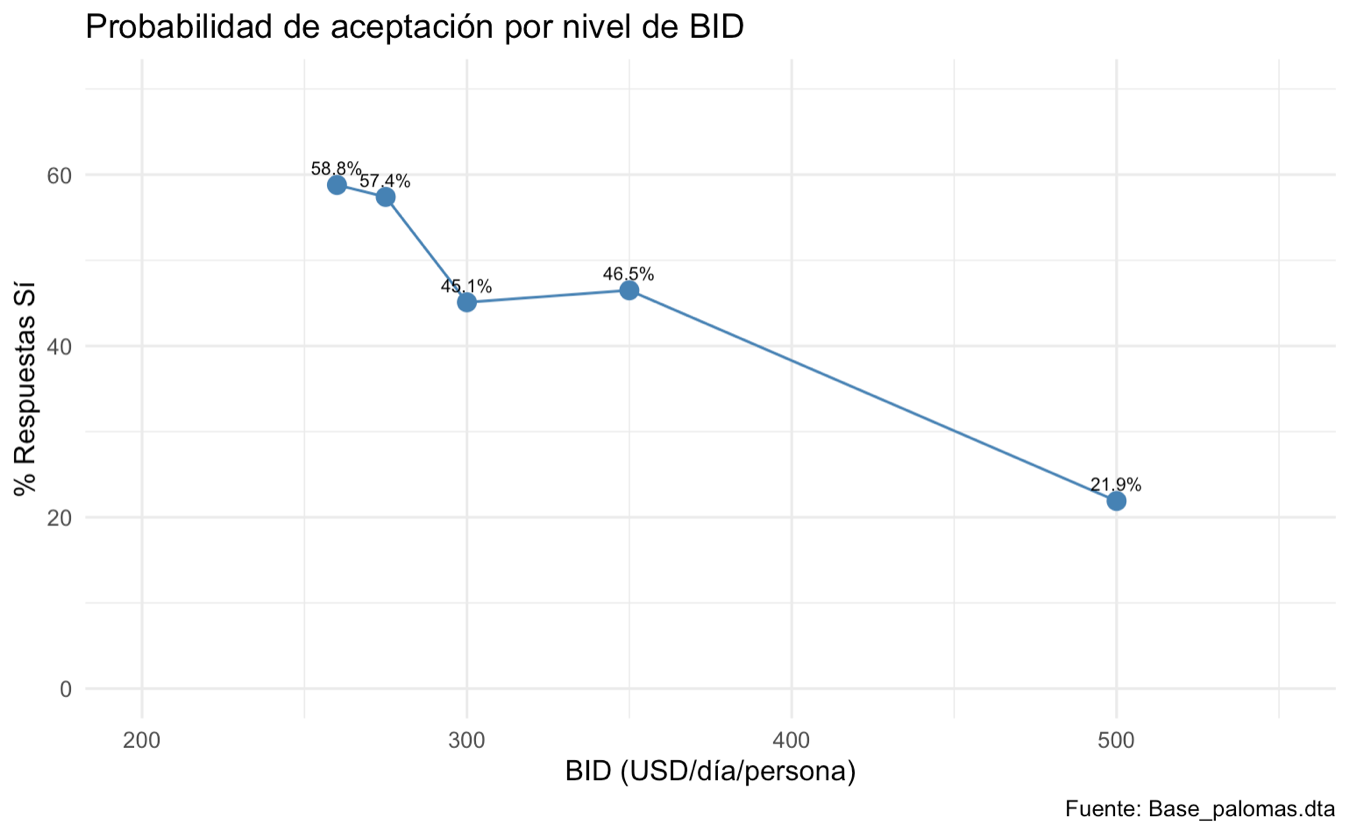 Probabilidad de aceptación por nivel de BID
% Respuestas Sí
60
40
20
0
58.8%
57.4%
45.1%
46.5%
21.9%
200 300 400 500
BID (USD/día/persona)
Fuente: Base_palomas.dta